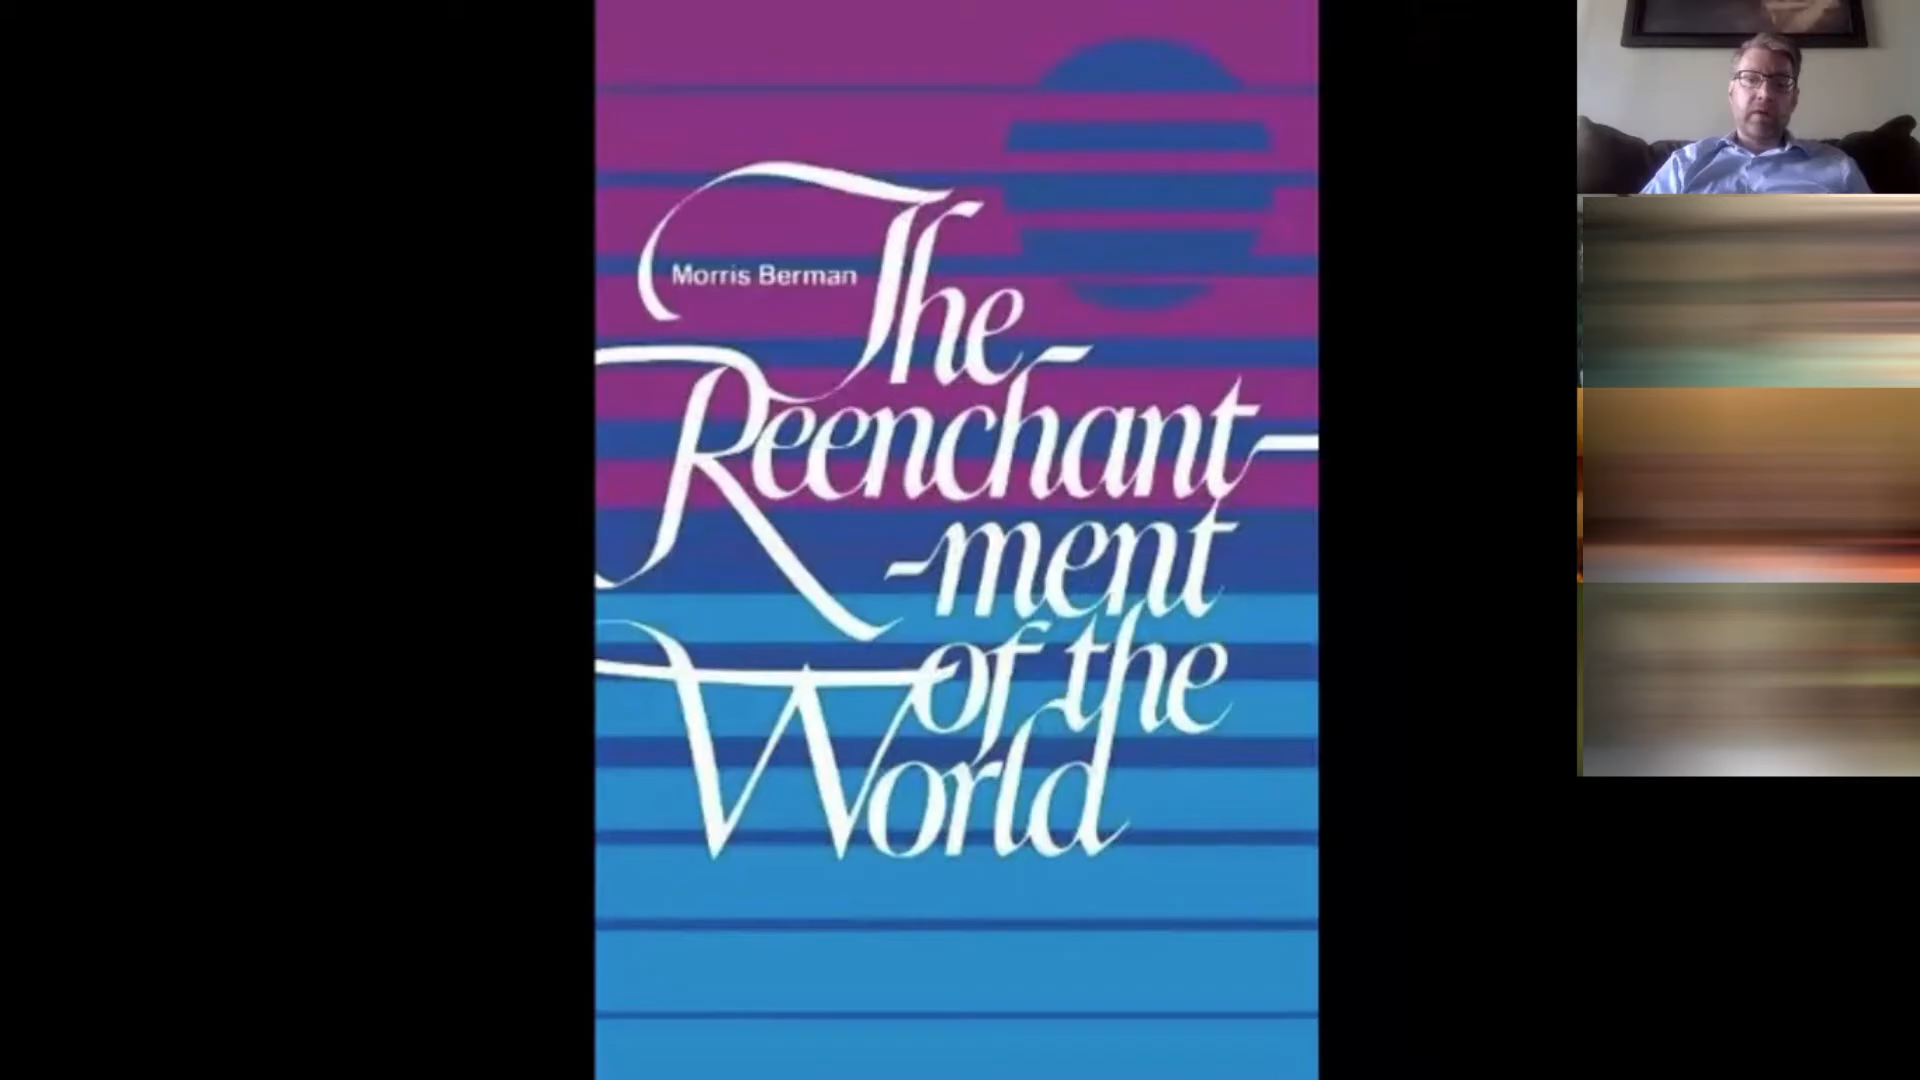 Morris Berman
The
Reenchant-
-ment
of the
World